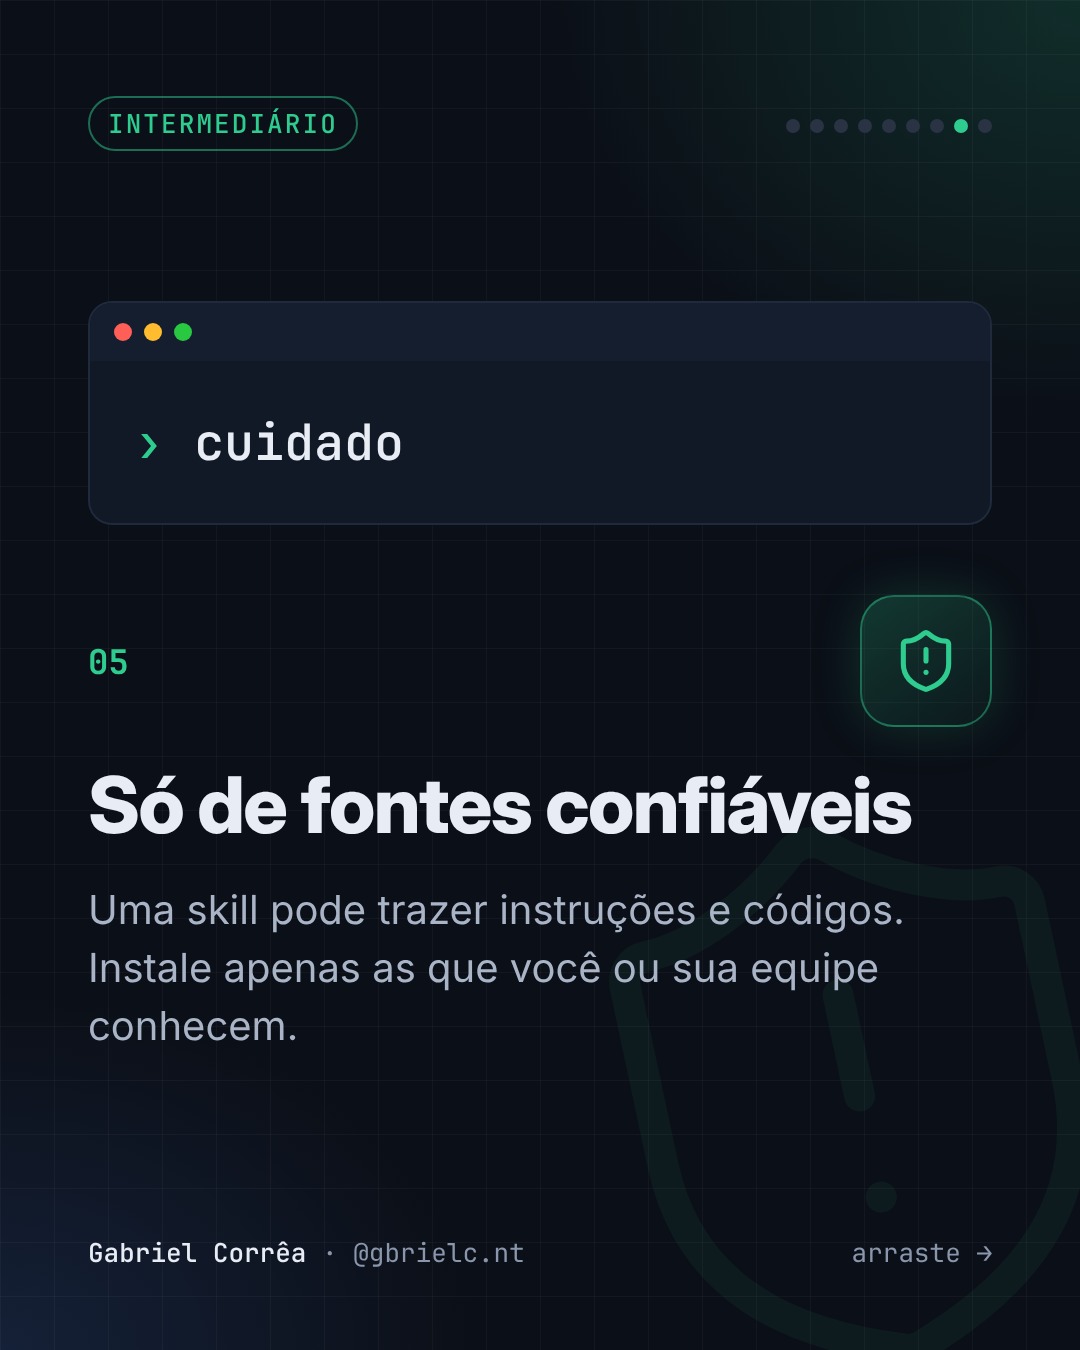 INTERMEDIÁRIO
› cuidado
05
Só de fontes confiáveis
Uma skill pode trazer instruções e códigos.
Instale apenas as que você ou sua equipe
conhecem.
Gabriel Corrêa · @gbrielc.nt
arraste →